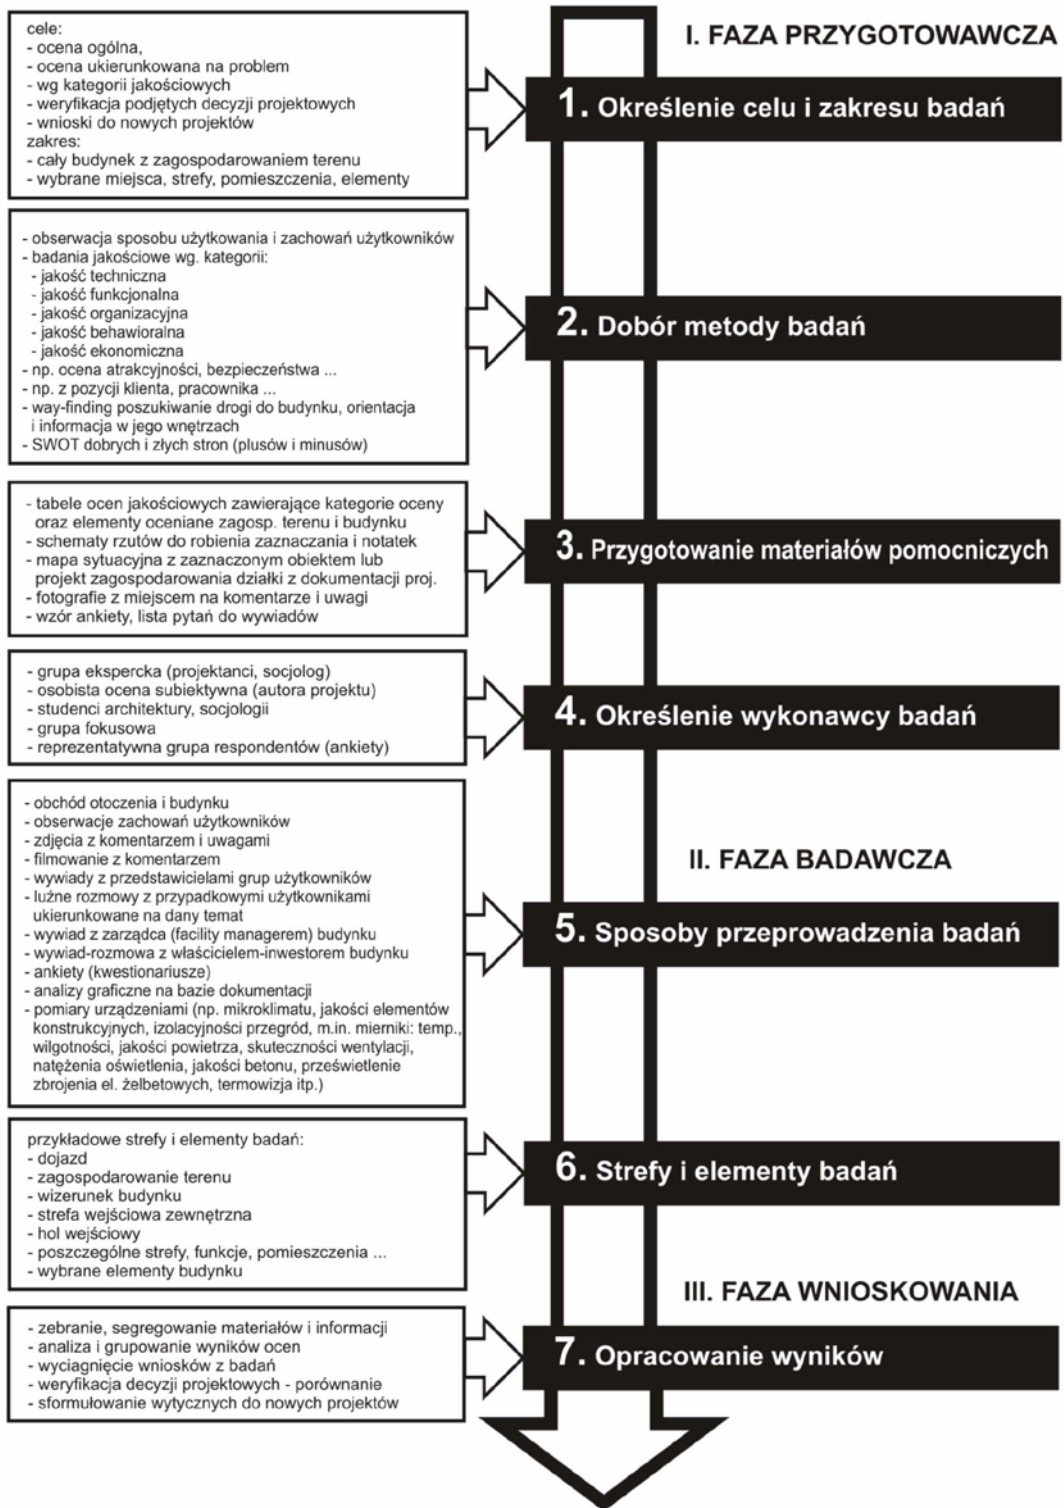 I. FAZA PRZYGOTOWAWCZA
cele:
- ocena ogólna,
- ocena ukierunkowana na problem
- wg kategorii jakościowych
- weryfikacja podjętych decyzji projektowych
- wnioski do nowych projektów
zakres:
- cały budynek z zagospodarowaniem terenu
- wybrane miejsca, strefy, pomieszczenia, elementy
1. Określenie celu i zakresu badań
- obserwacja sposobu użytkowania i zachowań użytkowników
- badania jakościowe wg. kategorii:
- jakość techniczna
- jakość funkcjonalna
- jakość organizacyjna
- jakość behawioralna
- jakość ekonomiczna
- np. ocena atrakcyjności, bezpieczeństwa ...
- np. z pozycji klienta, pracownika ...
- way-finding poszukiwanie drogi do budynku, orientacja
i informacja w jego wnętrzach
- SWOT dobrych i złych stron (plusów i minusów)
2. Dobór metody badań
- tabele ocen jakościowych zawierające kategorie oceny
oraz elementy oceniane zagosp. terenu i budynku
- schematy rzutów do robienia zaznaczania i notatek
- mapa sytuacyjna z zaznaczonym obiektem lub
projekt zagospodarowania działki z dokumentacji proj.
- fotografie z miejscem na komentarze i uwagi
- wzór ankiety, lista pytań do wywiadów
3. Przygotowanie materiałów pomocniczych
- grupa ekspercka (projektanci, socjolog)
- osobista ocena subiektywna (autora projektu)
- studenci architektury, socjologii
- grupa fokusowa
- reprezentatywna grupa respondentów (ankiety)
4. Określenie wykonawcy badań
II. FAZA BADAWCZA
- obchód otoczenia i budynku
- obserwacje zachowań użytkowników
- zdjęcia z komentarzem i uwagami
- filmowanie z komentarzem
- wywiady z przedstawicielami grup użytkowników
- luźne rozmowy z przypadkowymi użytkownikami
ukierunkowane na dany temat
- wywiad z zarządca (facility managerem) budynku
- wywiad-rozmowa z właścicielem-inwestorem budynku
- ankiety (kwestionariusze)
- analizy graficzne na bazie dokumentacji
- pomiary urządzeniami (np. mikroklimatu, jakości elementów
konstrukcyjnych, izolacyjności przegród, m.in. mierniki: temp.,
wilgotności, jakości powietrza, skuteczności wentylacji,
natężenia oświetlenia, jakości betonu, prześwietlenie
zbrojenia el. żelbetowych, termowizja itp.)
5. Sposoby przeprowadzenia badań
przykładowe strefy i elementy badań:
- dojazd
- zagospodarowanie terenu
- wizerunek budynku
- strefa wejściowa zewnętrzna
- hol wejściowy
- poszczególne strefy, funkcje, pomieszczenia ...
- wybrane elementy budynku
6. Strefy i elementy badań
III. FAZA WNIOSKOWANIA
- zebranie, segregowanie materiałów i informacji
- analiza i grupowanie wyników ocen
- wyciagnięcie wniosków z badań
- weryfikacja decyzji projektowych - porównanie
- sformułowanie wytycznych do nowych projektów
7. Opracowanie wyników